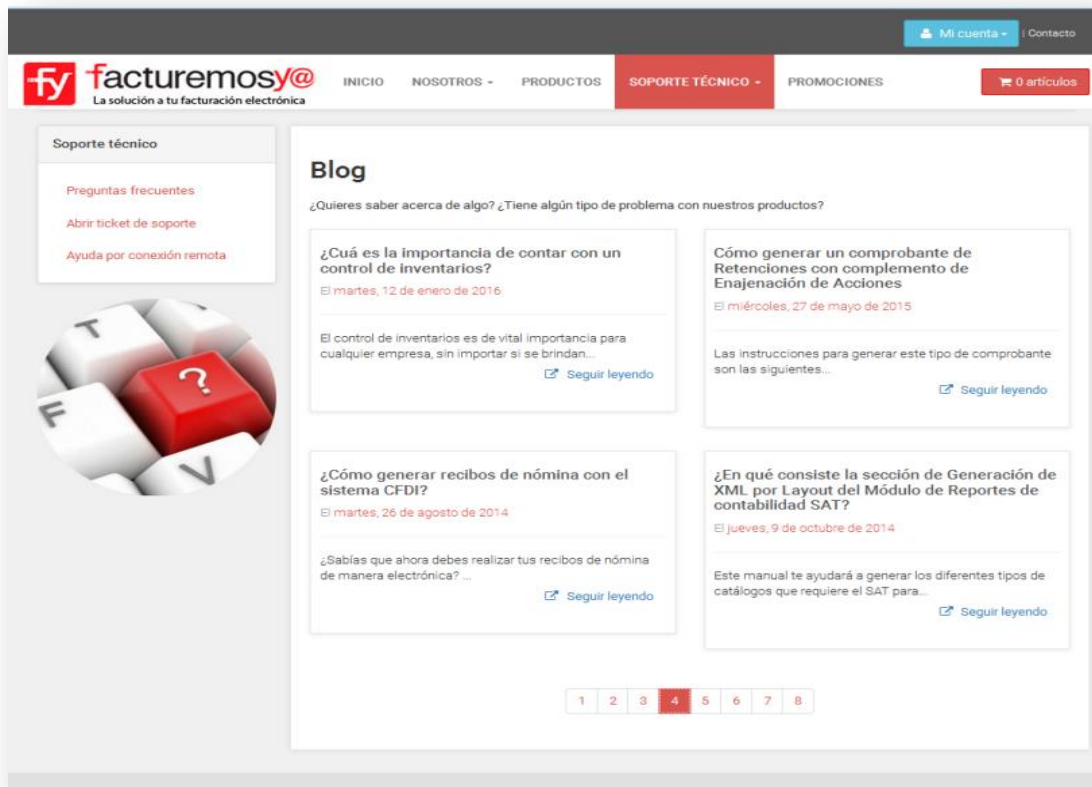 Mi cuenta
| Contacto
fy facturemosy@
La solución a tu facturación electrónica
INICIO NOSOTROS PRODUCTOS SOPORTE TÉCNICO PROMOCIONES
0 artículos
Soporte técnico
Preguntas frecuentes
Abrir ticket de soporte
Ayuda por conexión remota
T
?
F
V
Blog
¿Quieres saber acerca de algo? ¿Tiene algún tipo de problema con nuestros productos?
¿Cuá es la importancia de contar con un
control de inventarios?
El martes, 12 de enero de 2016
El control de inventarios es de vital importancia para
cualquier empresa, sin importar si se brindan...
Seguir leyendo
Cómo generar un comprobante de
Retenciones con complemento de
Enajenación de Acciones
El miércoles, 27 de mayo de 2015
Las instrucciones para generar este tipo de comprobante
son las siguientes...
Seguir leyendo
¿Cómo generar recibos de nómina con el
sistema CFDI?
El martes, 26 de agosto de 2014
¿Sabías que ahora debes realizar tus recibos de nómina
de manera electrónica? ...
Seguir leyendo
¿En qué consiste la sección de Generación de
XML por Layout del Módulo de Reportes de
contabilidad SAT?
El jueves, 9 de octubre de 2014
Este manual te ayudará a generar los diferentes tipos de
catálogos que requiere el SAT para...
Seguir leyendo
1 2 3 4 5 6 7 8